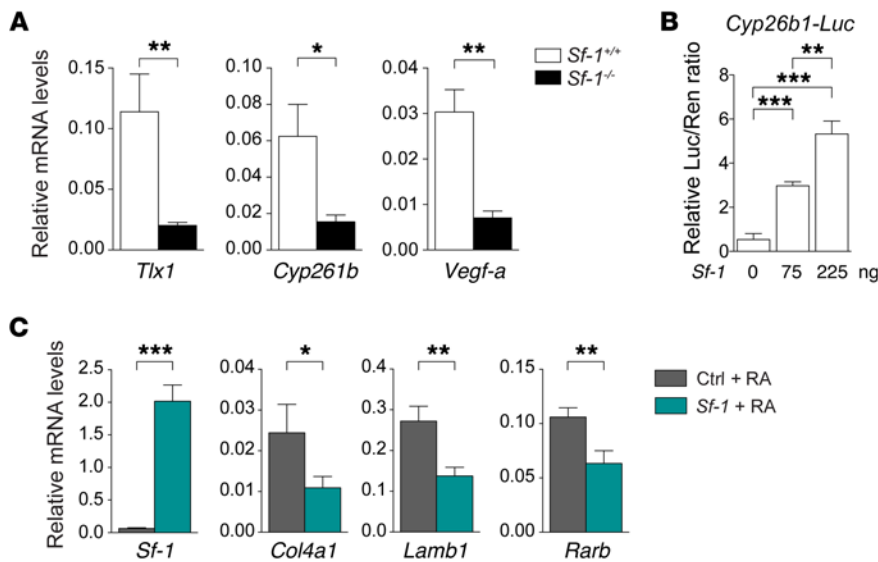 A
Relative mRNA levels
**
0.15
0.10
0.05
0.00
Tlx1
*
0.10
0.08
0.06
0.04
0.02
0.00
Cyp261b
**
0.04
0.03
0.02
0.01
0.00
Vegf-a
Sf-1+/+
Sf-1-/-
B
Cyp26b1-Luc
Relative Luc/Ren ratio
**
***
***
8
6
4
2
0
Sf-1 0 75 225 ng
C
Relative mRNA levels
***
2.5
2.0
1.5
1.0
0.5
0.0
Sf-1
*
0.04
0.03
0.02
0.01
0.00
Col4a1
**
0.4
0.3
0.2
0.1
0.0
Lamb1
**
0.15
0.10
0.05
0.00
Rarb
Ctrl + RA
Sf-1 + RA